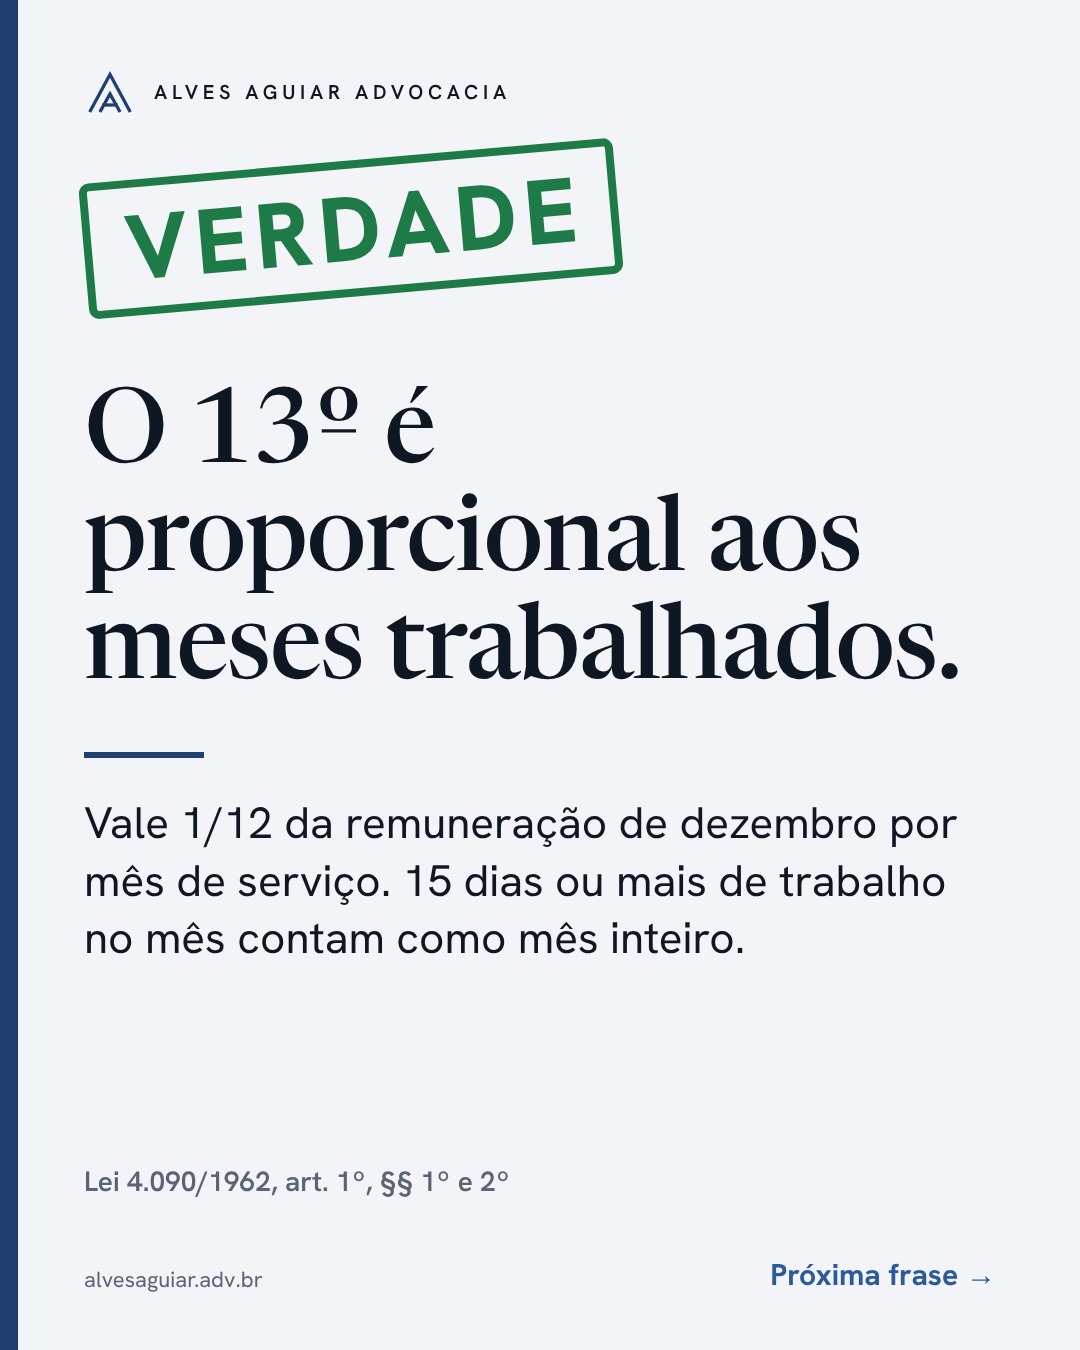 ALVES AGUIAR ADVOCACIA
VERDADE
O 13º é
proporcional aos
meses trabalhados.
Vale 1/12 da remuneração de dezembro por
mês de serviço. 15 dias ou mais de trabalho
no mês contam como mês inteiro.
Lei 4.090/1962, art. 1º, §§ 1º e 2º
alvesaguiar.adv.br
Próxima frase →